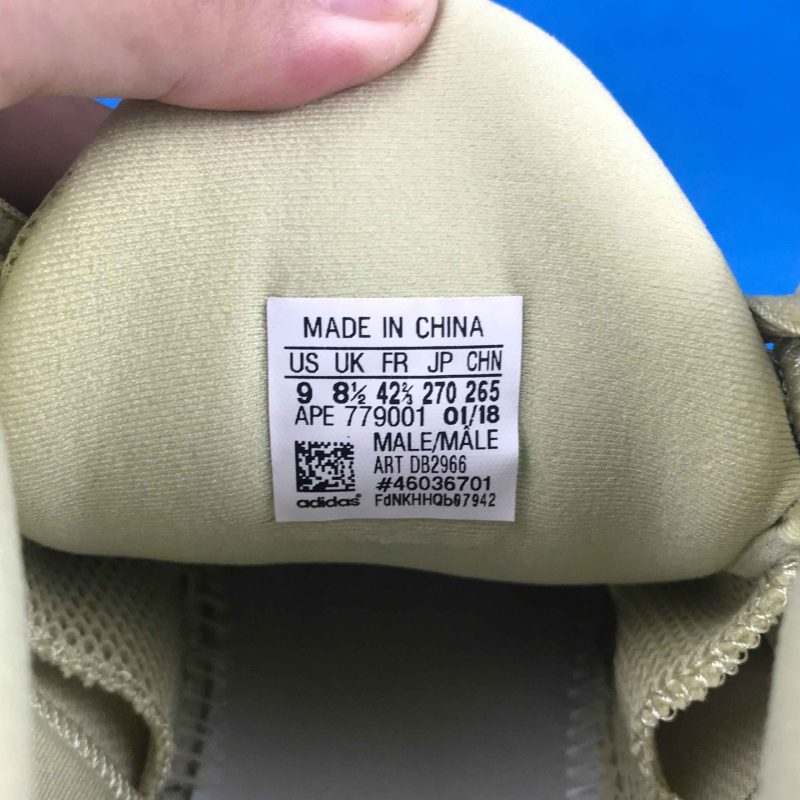 MADE IN CHINA
US UK FR JP CHN
9 8½ 42⅔ 270 265
APE 779001 01/18
MALE/MÂLE
ART DB2966
#46036701
adidas® FdNKHHQb07942